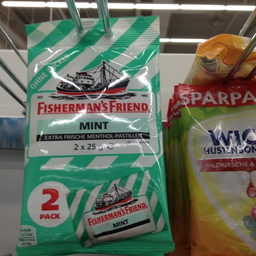 OHNE
FISHERMAN'S FRIEND
MINT
EXTRA FRISCHE MENTHOL-PASTILLEN
2 x 25
2
PACK
FISHERMAN'S FRIEND
MINT
SPARPA
WIC
HUSTENBON
WILDKIRSCHE &